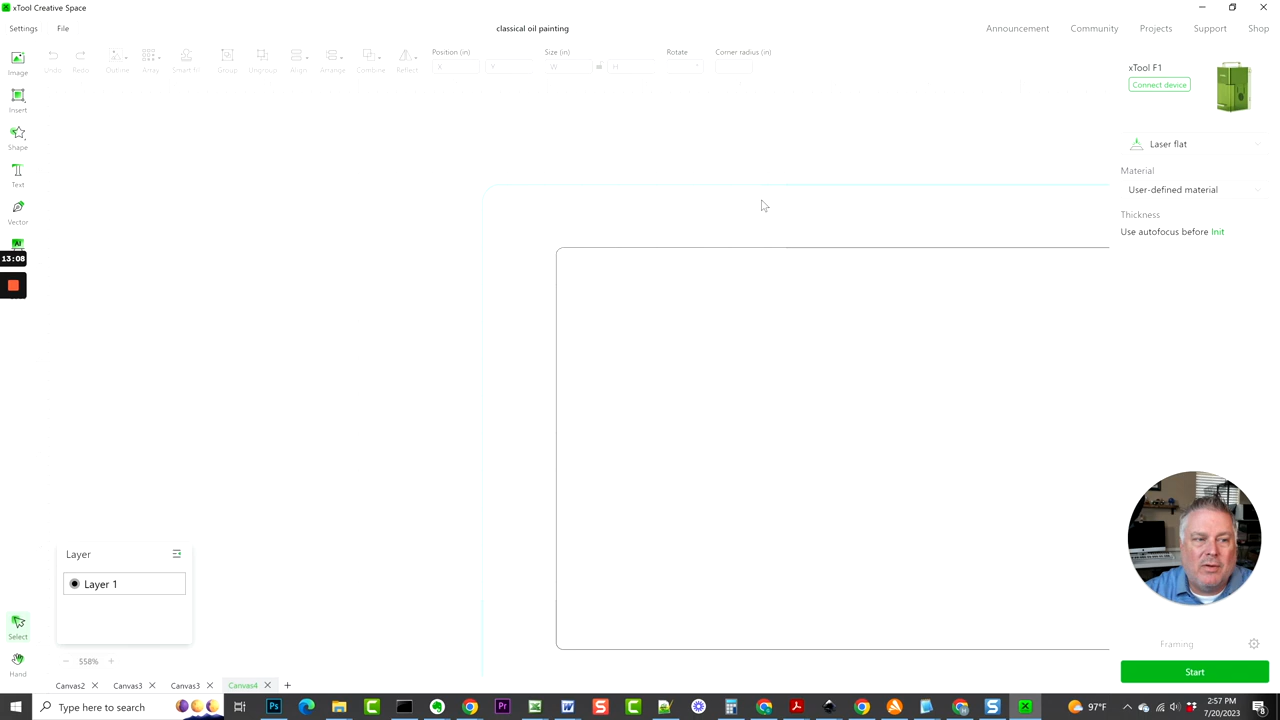 xTool Creative Space
Settings File classical oil painting Announcement Community Projects Support Shop
Image
Undo Redo Outline Array Smart fill Group Ungroup Align Arrange Combine Reflect
Position (in) Size (in) Rotate Corner radius (in)
X Y W H °
Insert
Shape
Text
Vector
AI
13:08
xTool F1
Connect device
Laser flat
Material
User-defined material
Thickness
Use autofocus before Init
Layer
Layer 1
Select
558%
Hand
Framing
Start
Canvas2 Canvas3 Canvas3 Canvas4
Type here to search
97°F
2:57 PM
7/20/2023
8